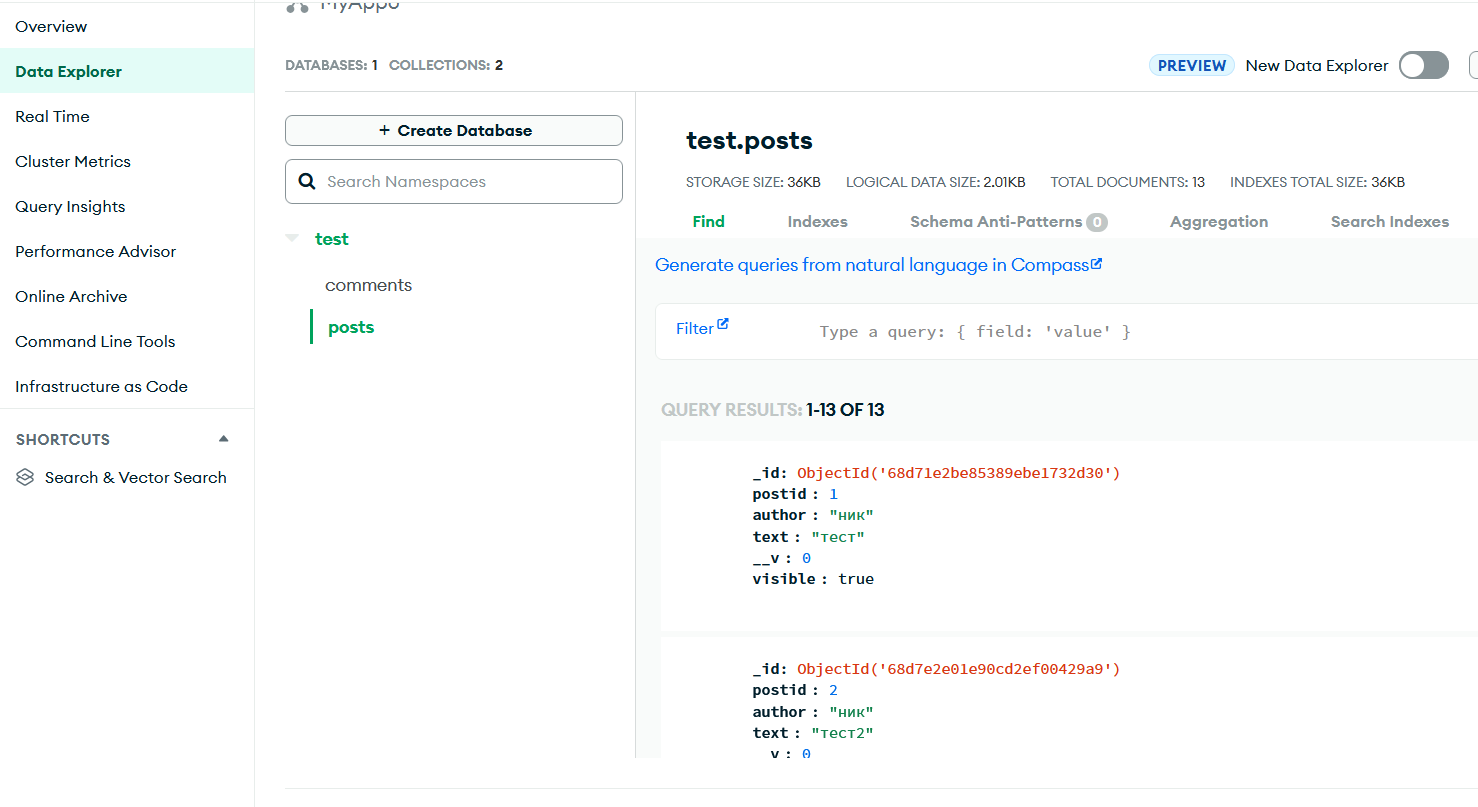 Overview
Data Explorer
Real Time
Cluster Metrics
Query Insights
Performance Advisor
Online Archive
Command Line Tools
Infrastructure as Code
SHORTCUTS
Search & Vector Search
DATABASES: 1 COLLECTIONS: 2
PREVIEW New Data Explorer
+ Create Database
Search Namespaces
test
comments
posts
test.posts
STORAGE SIZE: 36KB LOGICAL DATA SIZE: 2.01KB TOTAL DOCUMENTS: 13 INDEXES TOTAL SIZE: 36KB
Find Indexes Schema Anti-Patterns 0 Aggregation Search Indexes
Generate queries from natural language in Compass
Filter Type a query: { field: 'value' }
QUERY RESULTS: 1-13 OF 13
_id: ObjectId('68d71e2be85389ebe1732d30')
postid : 1
author : "ник"
text : "тест"
__v : 0
visible : true
_id: ObjectId('68d7e2e01e90cd2ef00429a9')
postid : 2
author : "ник"
text : "тест2"
__v : 0